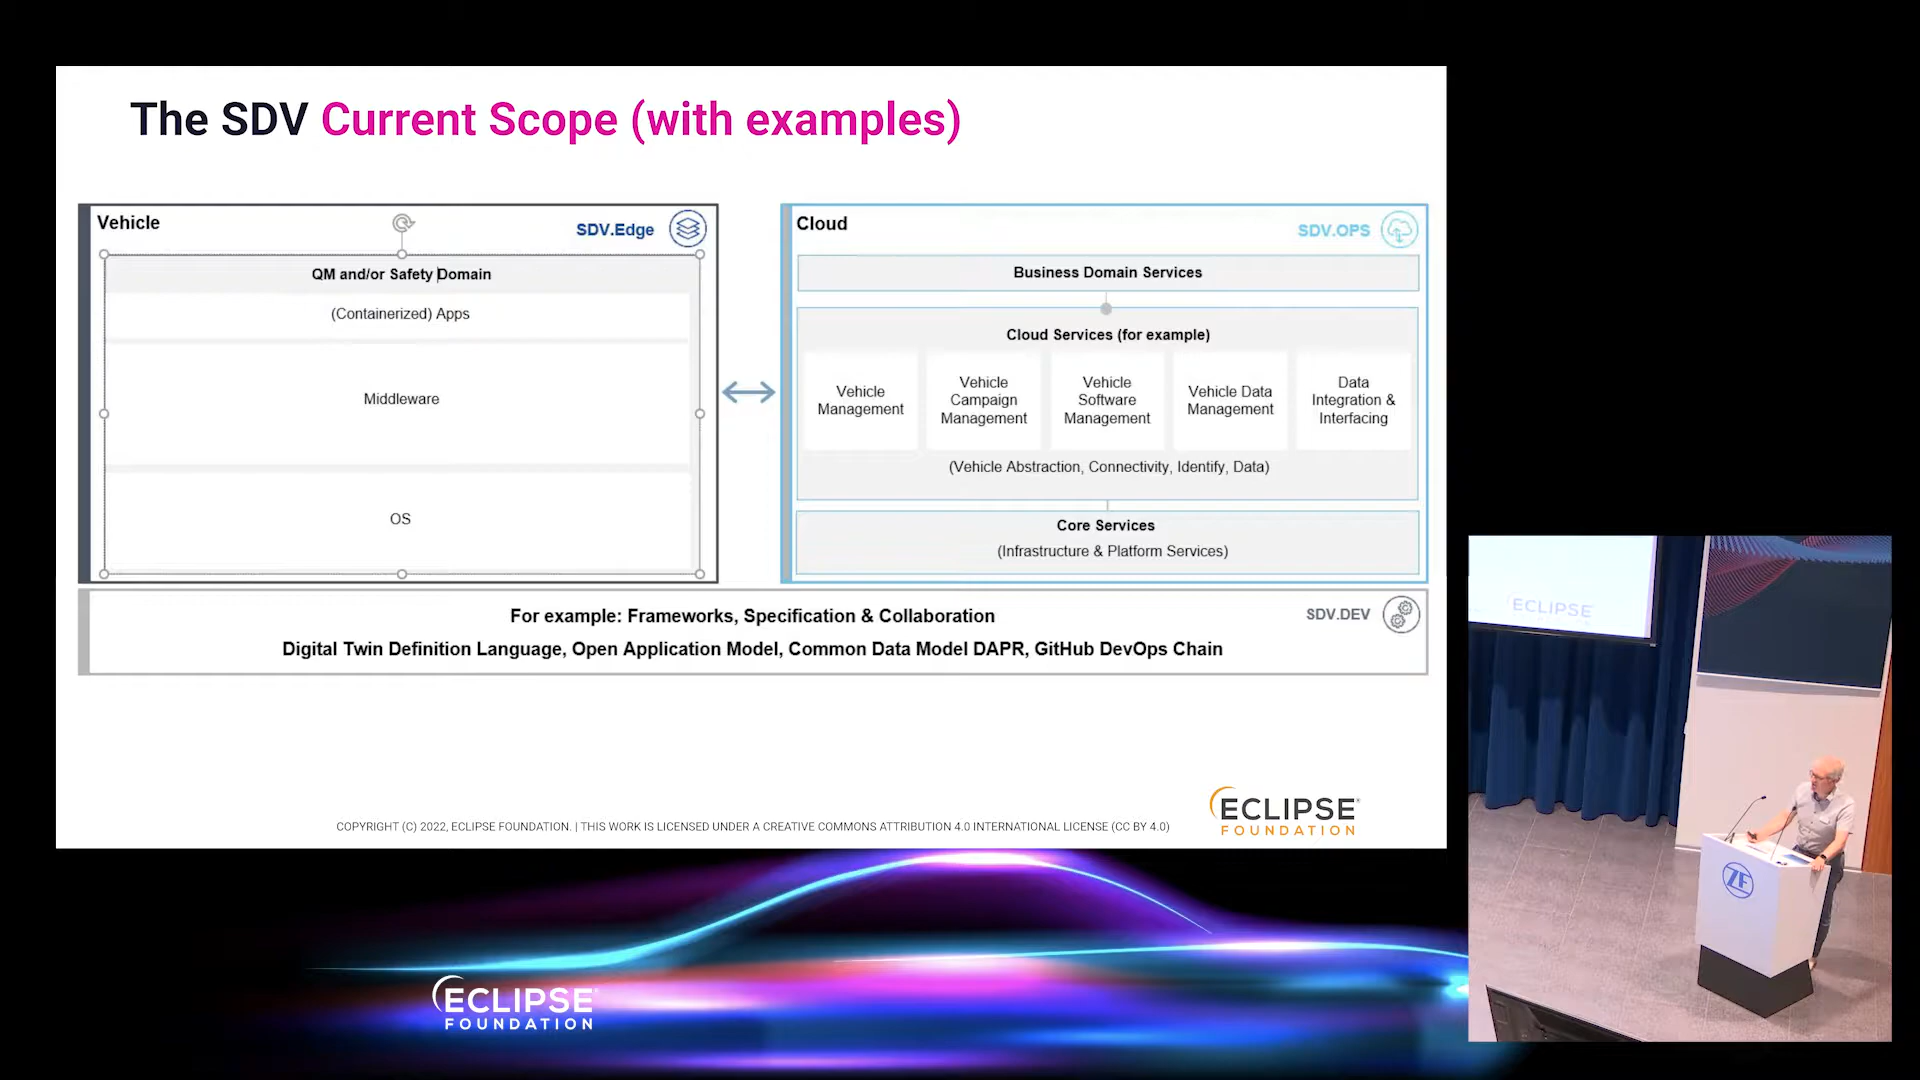 The SDV Current Scope (with examples)
Vehicle
SDV.Edge
QM and/or Safety Domain
(Containerized) Apps
Middleware
OS
Cloud
SDV.OPS
Business Domain Services
Cloud Services (for example)
Vehicle
Management
Vehicle
Campaign
Management
Vehicle
Software
Management
Vehicle Data
Management
Data
Integration &
Interfacing
(Vehicle Abstraction, Connectivity, Identify, Data)
Core Services
(Infrastructure & Platform Services)
For example: Frameworks, Specification & Collaboration
SDV.DEV
Digital Twin Definition Language, Open Application Model, Common Data Model DAPR, GitHub DevOps Chain
COPYRIGHT (C) 2022, ECLIPSE FOUNDATION. | THIS WORK IS LICENSED UNDER A CREATIVE COMMONS ATTRIBUTION 4.0 INTERNATIONAL LICENSE (CC BY 4.0)
ECLIPSE®
FOUNDATION
ECLIPSE®
FOUNDATION
ECLIPSE
ZF